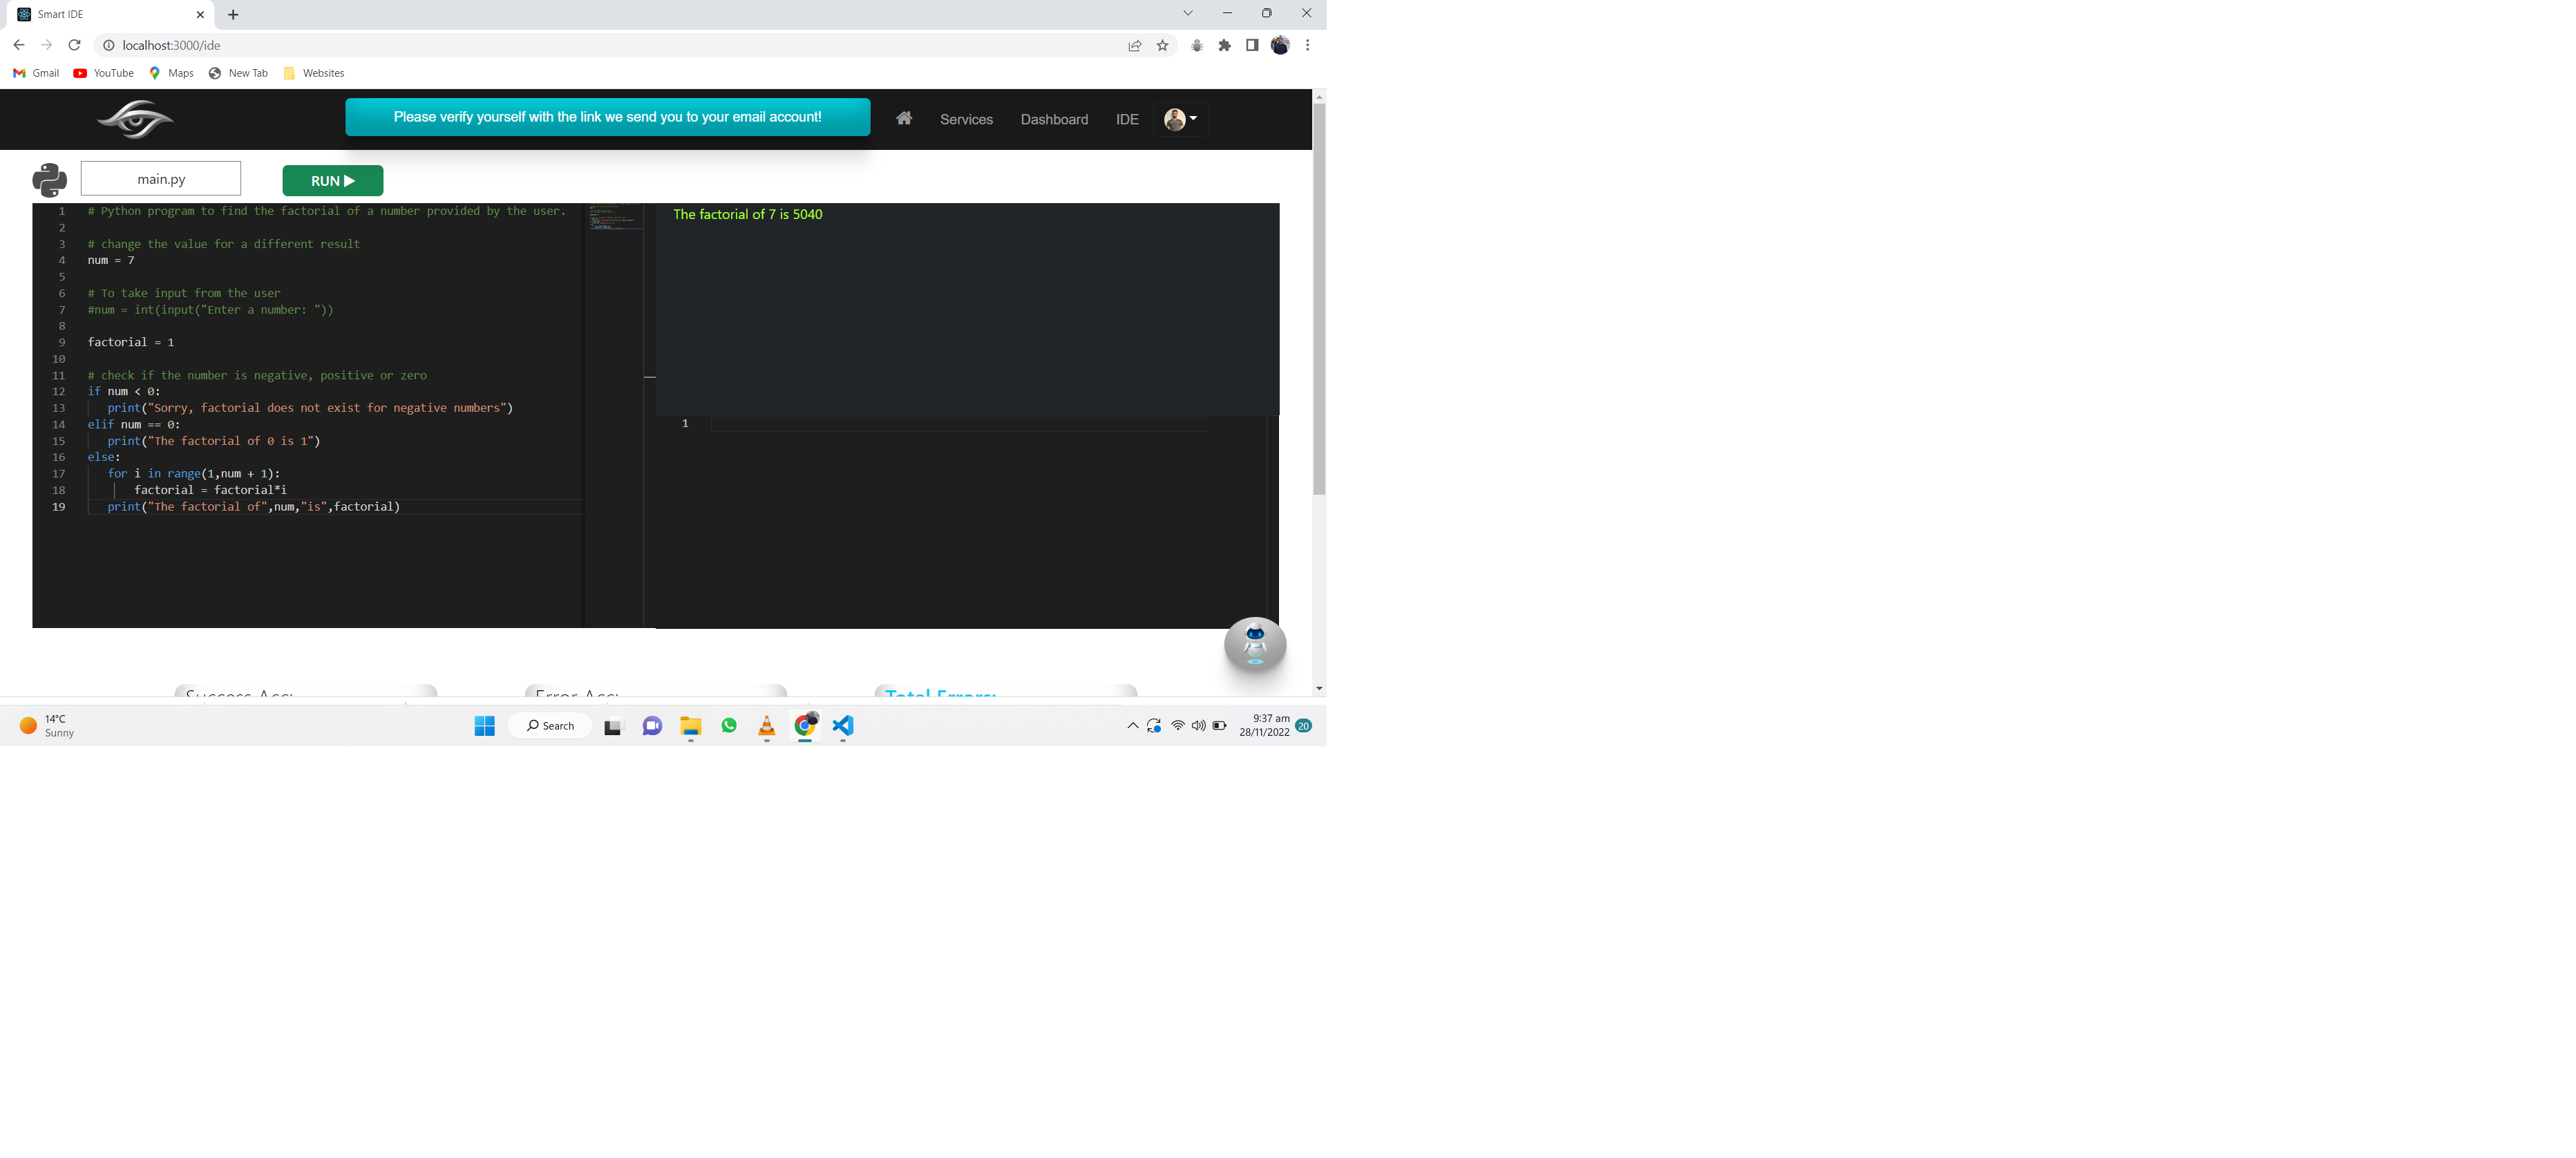 Smart IDE
localhost:3000/ide
Gmail YouTube Maps New Tab Websites
Please verify yourself with the link we send you to your email account!
Services Dashboard IDE
main.py
RUN
1 # Python program to find the factorial of a number provided by the user.
2
3 # change the value for a different result
4 num = 7
5
6 # To take input from the user
7 #num = int(input("Enter a number: "))
8
9 factorial = 1
10
11 # check if the number is negative, positive or zero
12 if num < 0:
13 print("Sorry, factorial does not exist for negative numbers")
14 elif num == 0:
15 print("The factorial of 0 is 1")
16 else:
17 for i in range(1,num + 1):
18 factorial = factorial*i
19 print("The factorial of",num,"is",factorial)
The factorial of 7 is 5040
1
Success Acc:
Error Acc:
Total Errors:
14°C
Sunny
Search
9:37 am
28/11/2022
20